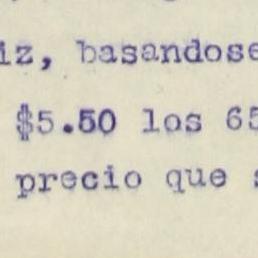 iz, basandose
$5.50 los 65
precio que s